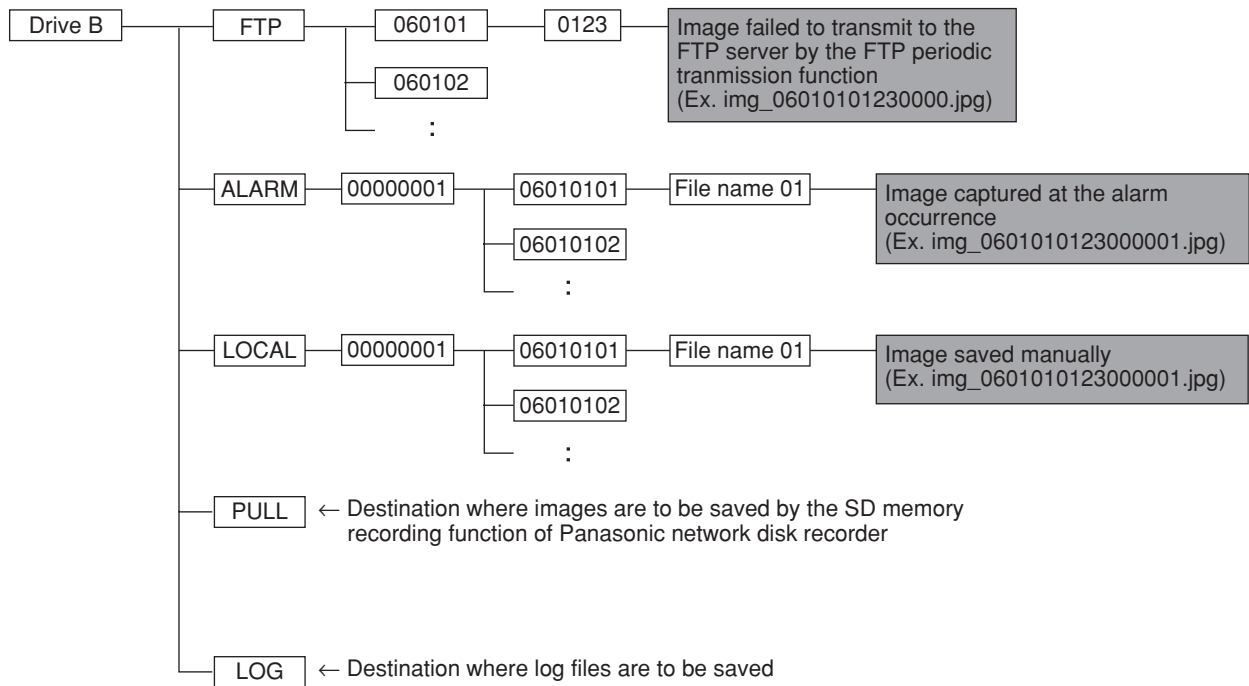 Drive B
FTP
060101
0123
Image failed to transmit to the
FTP server by the FTP periodic
tranmission function
(Ex. img_06010101230000.jpg)
060102
:
ALARM
00000001
06010101
File name 01
Image captured at the alarm
occurrence
(Ex. img_0601010123000001.jpg)
06010102
:
LOCAL
00000001
06010101
File name 01
Image saved manually
(Ex. img_0601010123000001.jpg)
06010102
:
PULL
← Destination where images are to be saved by the SD memory
recording function of Panasonic network disk recorder
LOG
← Destination where log files are to be saved